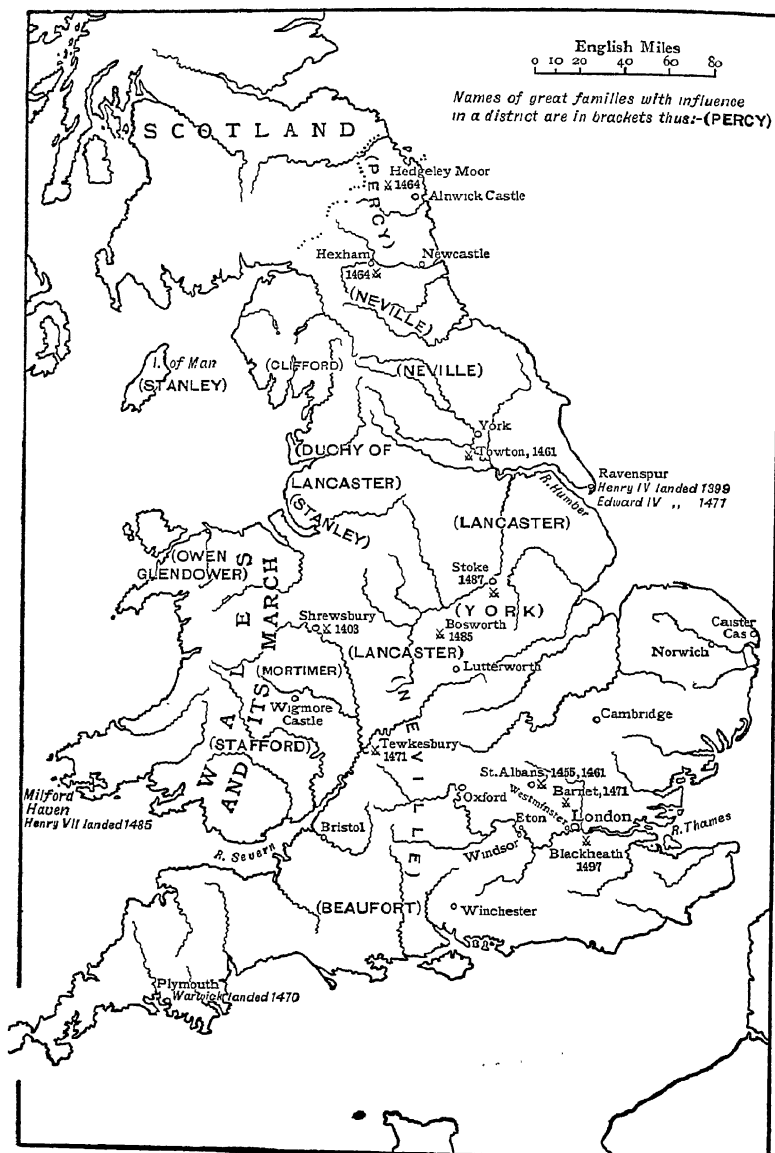 English Miles
0 10 20 40 60 80
Names of great families with influence
in a district are in brackets thus:-(PERCY)
SCOTLAND
(PERCY)
Hedgeley Moor
1464
Alnwick Castle
Hexham
1464
Newcastle
(NEVILLE)
I. of Man
(STANLEY)
(CLIFFORD)
(NEVILLE)
York
Towton, 1461
(DUCHY OF
LANCASTER)
(STANLEY)
R. Humber
Ravenspur
Henry IV landed 1399
Edward IV „ 1477
(LANCASTER)
(OWEN
GLENDOWER)
WALES
AND ITS MARCH
Stoke
1487
(YORK)
Shrewsbury
1403
Bosworth
1485
(LANCASTER)
Lutterworth
Caister
Cas
Norwich
(MORTIMER)
Wigmore
Castle
(NEVILLE)
Cambridge
(STAFFORD)
Tewkesbury
1471
St. Albans, 1455, 1461
Barnet, 1471
Oxford
Westminster
London
Milford
Haven
Henry VII landed 1485
Bristol
R. Severn
Eton
Windsor
R. Thames
Blackheath
1497
(BEAUFORT)
Winchester
Plymouth
Warwick landed 1470